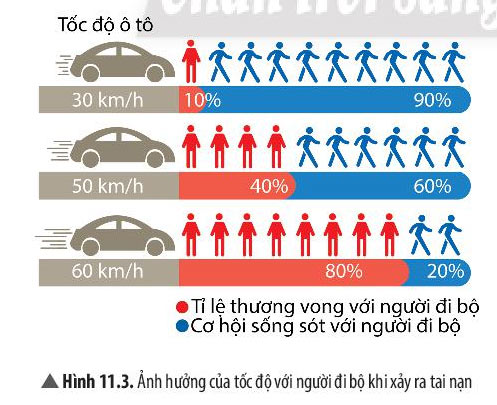 Tốc độ ô tô
30 km/h 10% 90%
50 km/h 40% 60%
60 km/h 80% 20%
Tỉ lệ thương vong với người đi bộ
Cơ hội sống sót với người đi bộ
▲ Hình 11.3. Ảnh hưởng của tốc độ với người đi bộ khi xảy ra tai nạn